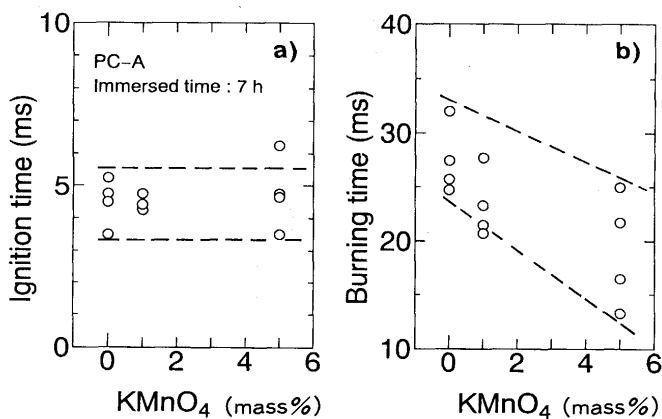 a)
PC-A
Immersed time : 7 h
Ignition time (ms)
10
5
0
0 2 4 6
KMnO4 (mass%)
b)
Burning time (ms)
40
30
20
10
0 2 4 6
KMnO4 (mass%)